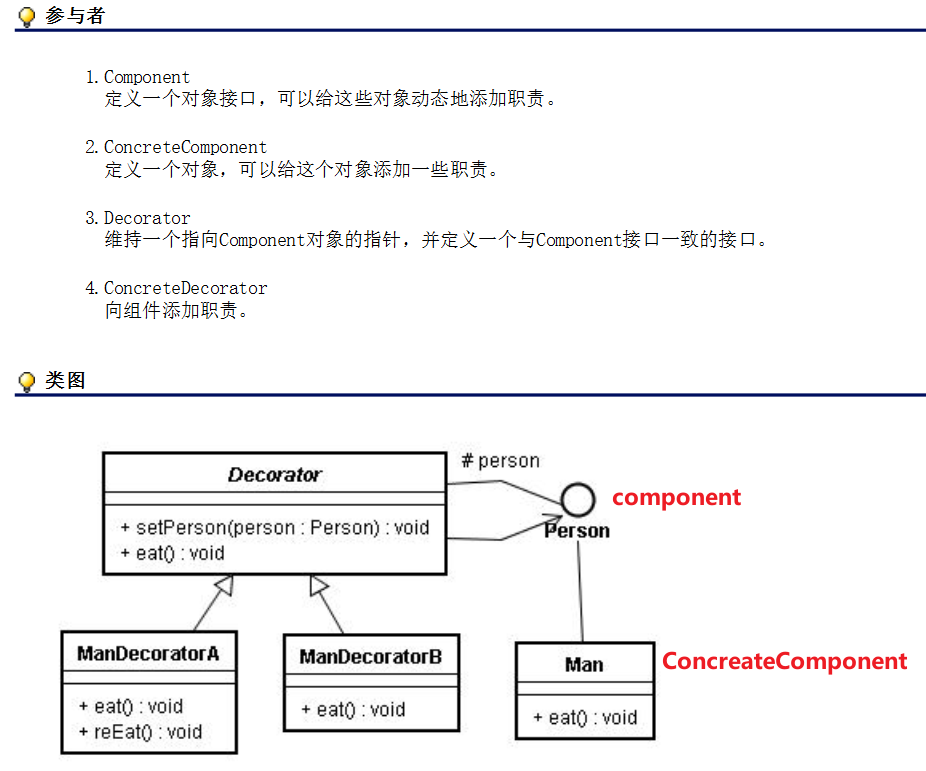 参与者
1. Component
定义一个对象接口，可以给这些对象动态地添加职责。
2. ConcreteComponent
定义一个对象，可以给这个对象添加一些职责。
3. Decorator
维持一个指向Component对象的指针，并定义一个与Component接口一致的接口。
4. ConcreteDecorator
向组件添加职责。
类图
Decorator
+ setPerson(person : Person) : void
+ eat() : void
# person
component
Person
ManDecoratorA
+ eat() : void
+ reEat() : void
ManDecoratorB
+ eat() : void
Man
+ eat() : void
ConcreateComponent